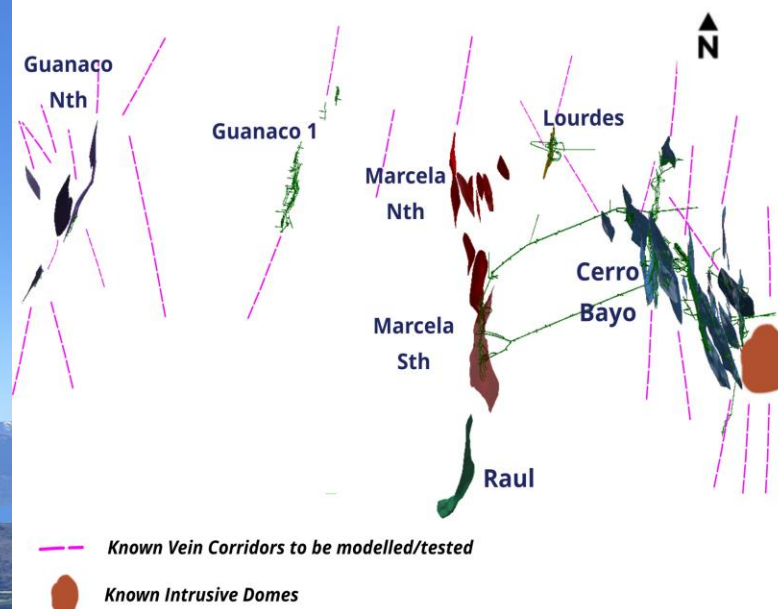 N
Guanaco
Nth
Guanaco 1
Lourdes
Marcela
Nth
Cerro
Bayo
Marcela
Sth
Raul
Known Vein Corridors to be modelled/tested
Known Intrusive Domes